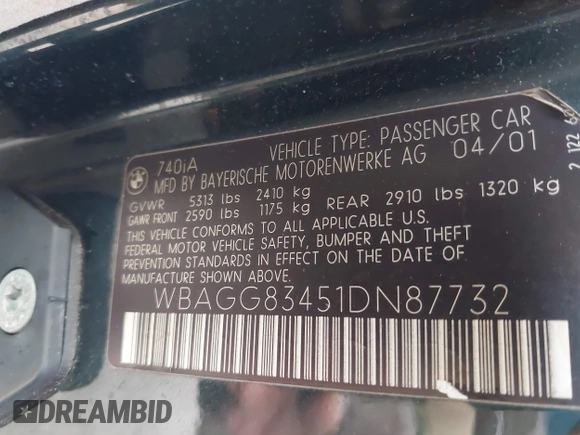 740iA VEHICLE TYPE: PASSENGER CAR
MFD BY BAYERISCHE MOTORENWERKE AG 04/01
GVWR 5313 lbs 2410 kg
GAWR FRONT 2590 lbs 1175 kg REAR 2910 lbs 1320 kg
THIS VEHICLE CONFORMS TO ALL APPLICABLE U.S.
FEDERAL MOTOR VEHICLE SAFETY, BUMPER AND THEFT
PREVENTION STANDARDS IN EFFECT ON THE DATE OF
MANUFACTURE SHOWN ABOVE.
WBAGG83451DN87732
DREAMBID